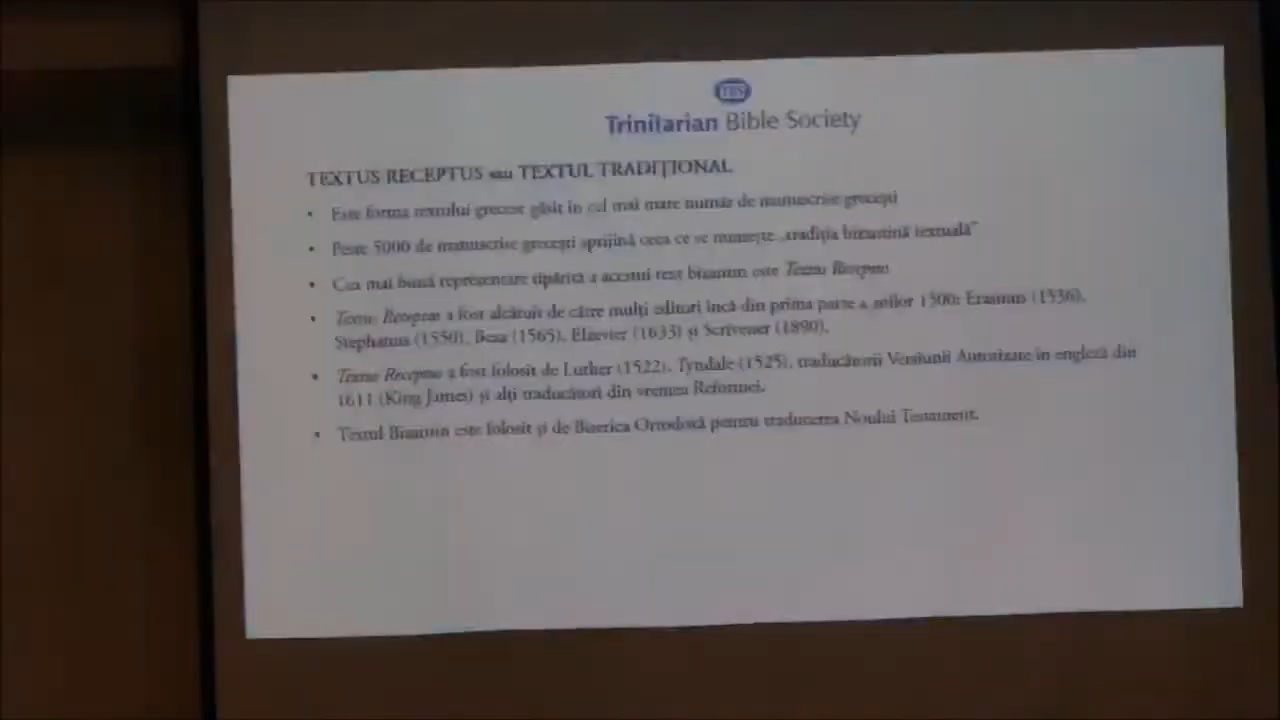 TBS
Trinitarian Bible Society
TEXTUS RECEPTUS sau TEXTUL TRADIȚIONAL
• Este forma textului grecesc găsit în cel mai mare număr de manuscrise grecești
• Peste 5000 de manuscrise grecești sprijină ceea ce se numește „tradiția bizantină textuală”
• Cea mai bună reprezentare tipărită a acestui text bizantin este Textus Receptus
• Textus Receptus a fost alcătuit de către mulți editori încă din prima parte a anilor 1500: Erasmus (1536),
Stephanus (1550), Beza (1565), Elzevier (1633) și Scrivener (1890).
• Textus Receptus a fost folosit de Luther (1522), Tyndale (1525), traducătorii Versiunii Autorizate în engleză din
1611 (King James) și alți traducători din vremea Reformei.
• Textul Bizantin este folosit și de Biserica Ortodoxă pentru traducerea Noului Testament.